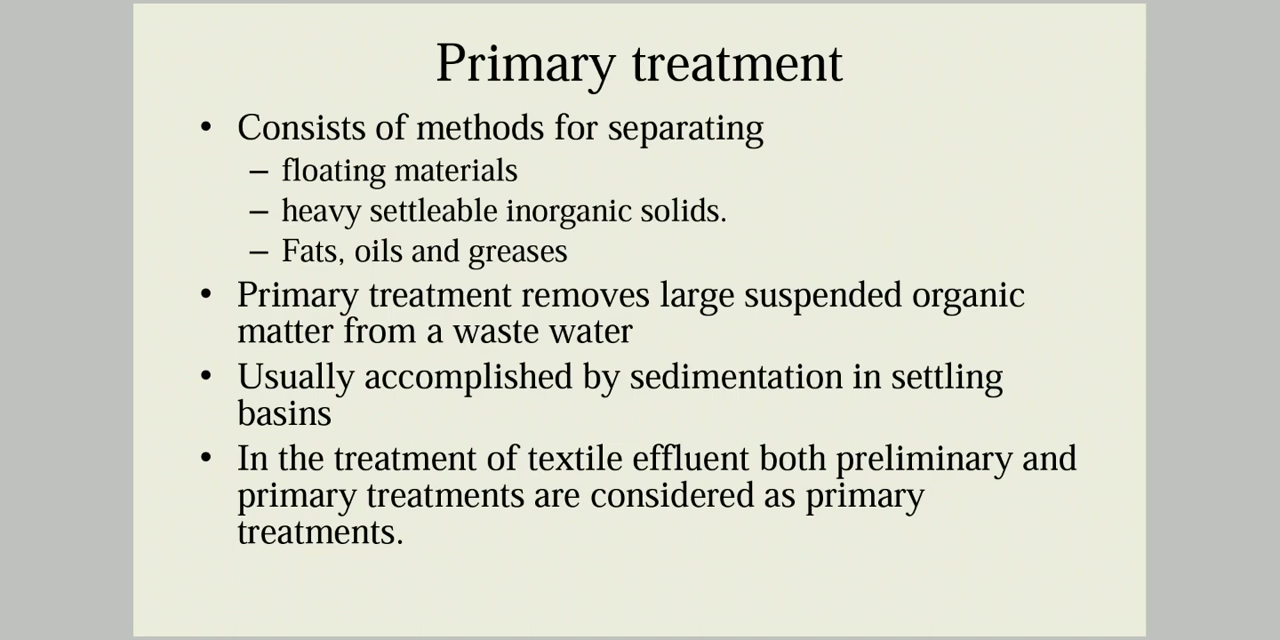 Primary treatment
• Consists of methods for separating
– floating materials
– heavy settleable inorganic solids.
– Fats, oils and greases
• Primary treatment removes large suspended organic
matter from a waste water
• Usually accomplished by sedimentation in settling
basins
• In the treatment of textile effluent both preliminary and
primary treatments are considered as primary
treatments.